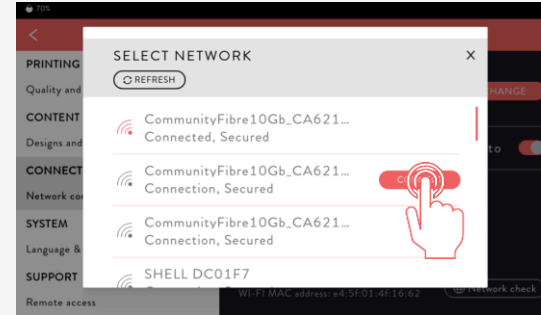 70%
SELECT NETWORK
X
REFRESH
PRINTING
Quality and
CHANGE
CommunityFibre10Gb_CA621...
Connected, Secured
CONTENT
Designs and
to
CONNECT
CommunityFibre10Gb_CA621...
Connection, Secured
Network con
SYSTEM
CommunityFibre10Gb_CA621...
Connection, Secured
Language &
SUPPORT
SHELL DC01F7
Remote access
WI-FI MAC address: e4:5f:01:4f:16:62
Network check